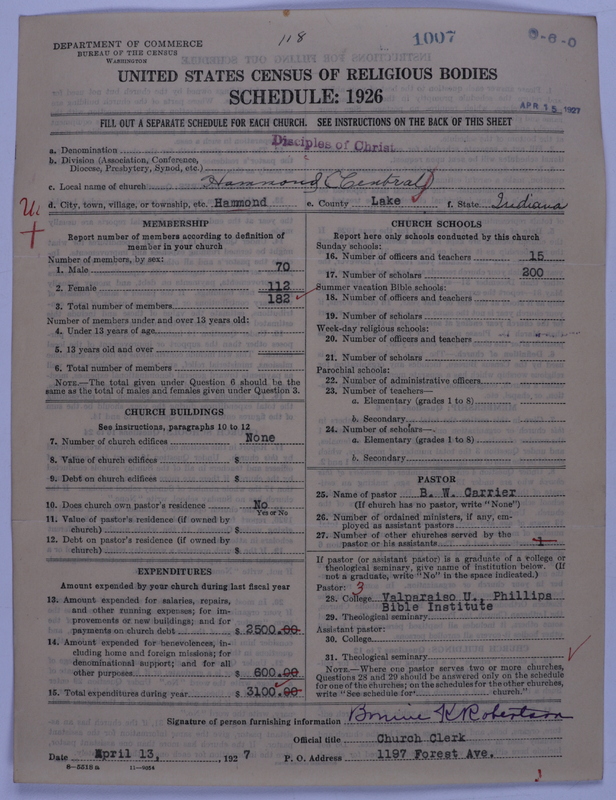 118
1007
0-6-0
DEPARTMENT OF COMMERCE
BUREAU OF THE CENSUS
WASHINGTON
UNITED STATES CENSUS OF RELIGIOUS BODIES
SCHEDULE: 1926
APR 15 1927
FILL OUT A SEPARATE SCHEDULE FOR EACH CHURCH. SEE INSTRUCTIONS ON THE BACK OF THIS SHEET
a. Denomination Disciples of Christ
b. Division (Association, Conference,
Diocese, Presbytery, Synod, etc.)
c. Local name of church Hammond (Central)
d. City, town, village, or township, etc. Hammond e. County Lake f. State Indiana
MEMBERSHIP
Report number of members according to definition of
member in your church
Number of members, by sex:
1. Male 70
2. Female 112
3. Total number of members 182
Number of members under and over 13 years old:
4. Under 13 years of age
5. 13 years old and over
6. Total number of members
NOTE.—The total given under Question 6 should be the
same as the total of males and females given under Question 3.
CHURCH BUILDINGS
See instructions, paragraphs 10 to 12
7. Number of church edifices None
8. Value of church edifices $
9. Debt on church edifices $
10. Does church own pastor's residence No
Yes or No
11. Value of pastor's residence (if owned by
church) $
12. Debt on pastor's residence (if owned by
church) $
EXPENDITURES
Amount expended by your church during last fiscal year
13. Amount expended for salaries, repairs,
and other running expenses; for im-
provements or new buildings; and for
payments on church debt $ 2500.00
14. Amount expended for benevolences, in-
cluding home and foreign missions; for
denominational support; and for all
other purposes $ 600.00
15. Total expenditures during year $ 3100.00
CHURCH SCHOOLS
Report here only schools conducted by this church
Sunday schools:
16. Number of officers and teachers 15
17. Number of scholars 200
Summer vacation Bible schools:
18. Number of officers and teachers
19. Number of scholars
Week-day religious schools:
20. Number of officers and teachers
21. Number of scholars
Parochial schools:
22. Number of administrative officers
23. Number of teachers—
a. Elementary (grades 1 to 8)
b. Secondary
24. Number of scholars—
a. Elementary (grades 1 to 8)
b. Secondary
PASTOR
25. Name of pastor B. W. Carrier
(If church has no pastor, write "None")
26. Number of ordained ministers, if any, em-
ployed as assistant pastors
27. Number of other churches served by the
pastor or his assistants 1
If pastor (or assistant pastor) is a graduate of a college or
theological seminary, give name of institution below. (If
not a graduate, write "No" in the space indicated.)
Pastor: 3
28. College Valparaiso U., Phillips
Bible Institute
29. Theological seminary
Assistant pastor:
30. College
31. Theological seminary
NOTE.—Where one pastor serves two or more churches,
Questions 28 and 29 should be answered only on the schedule
for one of the churches; on the schedules for the other churches,
write "See schedule for church."
Signature of person furnishing information Bonnie K Robertson
Official title Church Clerk
Date April 13, 1927 P. O. Address 1197 Forest Ave.
8-5518 a 11-9264